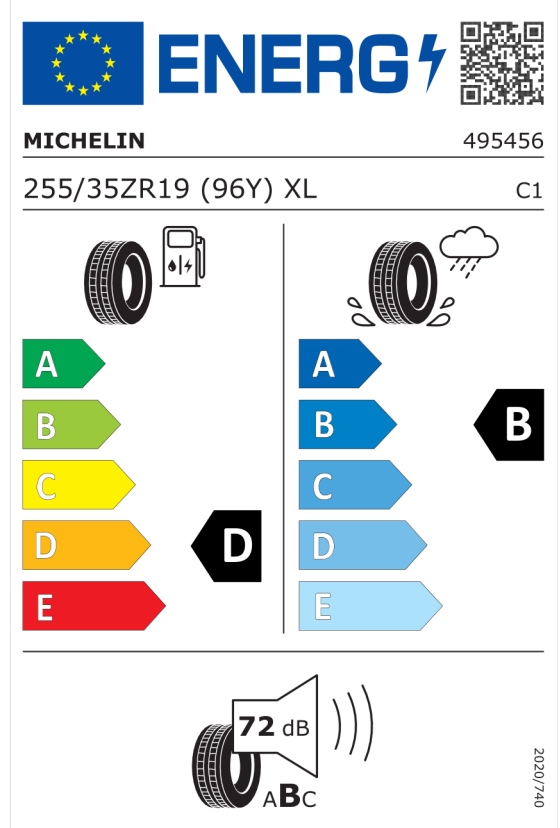 ENERG
MICHELIN 495456
255/35ZR19 (96Y) XL C1
A A
B B B
C C
D D D
E E
72 dB
ABC
2020/740